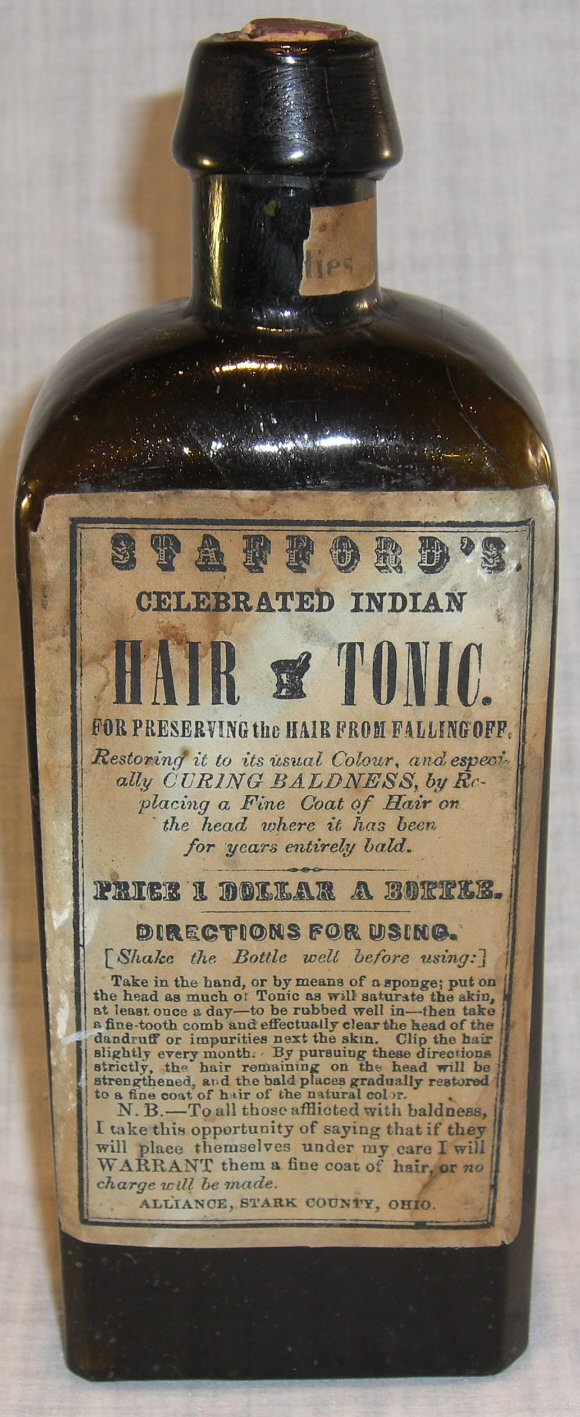 lies
STAFFORD'S
CELEBRATED INDIAN
HAIR TONIC.
FOR PRESERVING the HAIR FROM FALLING OFF,
Restoring it to its usual Colour, and especi-
ally CURING BALDNESS, by Re-
placing a Fine Coat of Hair on
the head where it has been
for years entirely bald.
PRICE 1 DOLLAR A BOTTLE.
DIRECTIONS FOR USING.
[Shake the Bottle well before using:]
Take in the hand, or by means of a sponge; put on
the head as much of Tonic as will saturate the skin,
at least once a day—to be rubbed well in—then take
a fine-tooth comb and effectually clear the head of the
dandruff or impurities next the skin. Clip the hair
slightly every month. By pursuing these directions
strictly, the hair remaining on the head will be
strengthened, and the bald places gradually restored
to a fine coat of hair of the natural color.
N. B.—To all those afflicted with baldness,
I take this opportunity of saying that if they
will place themselves under my care I will
WARRANT them a fine coat of hair, or no
charge will be made.
ALLIANCE, STARK COUNTY, OHIO.